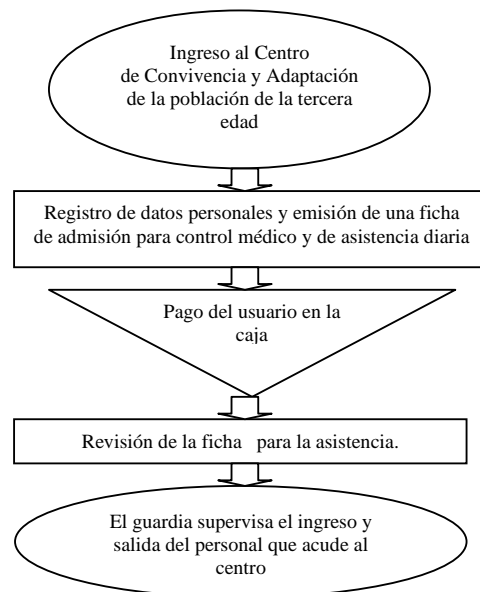 Ingreso al Centro
de Convivencia y Adaptación
de la población de la tercera
edad
Registro de datos personales y emisión de una ficha
de admisión para control médico y de asistencia diaria
Pago del usuario en la
caja
Revisión de la ficha para la asistencia.
El guardia supervisa el ingreso y
salida del personal que acude al
centro